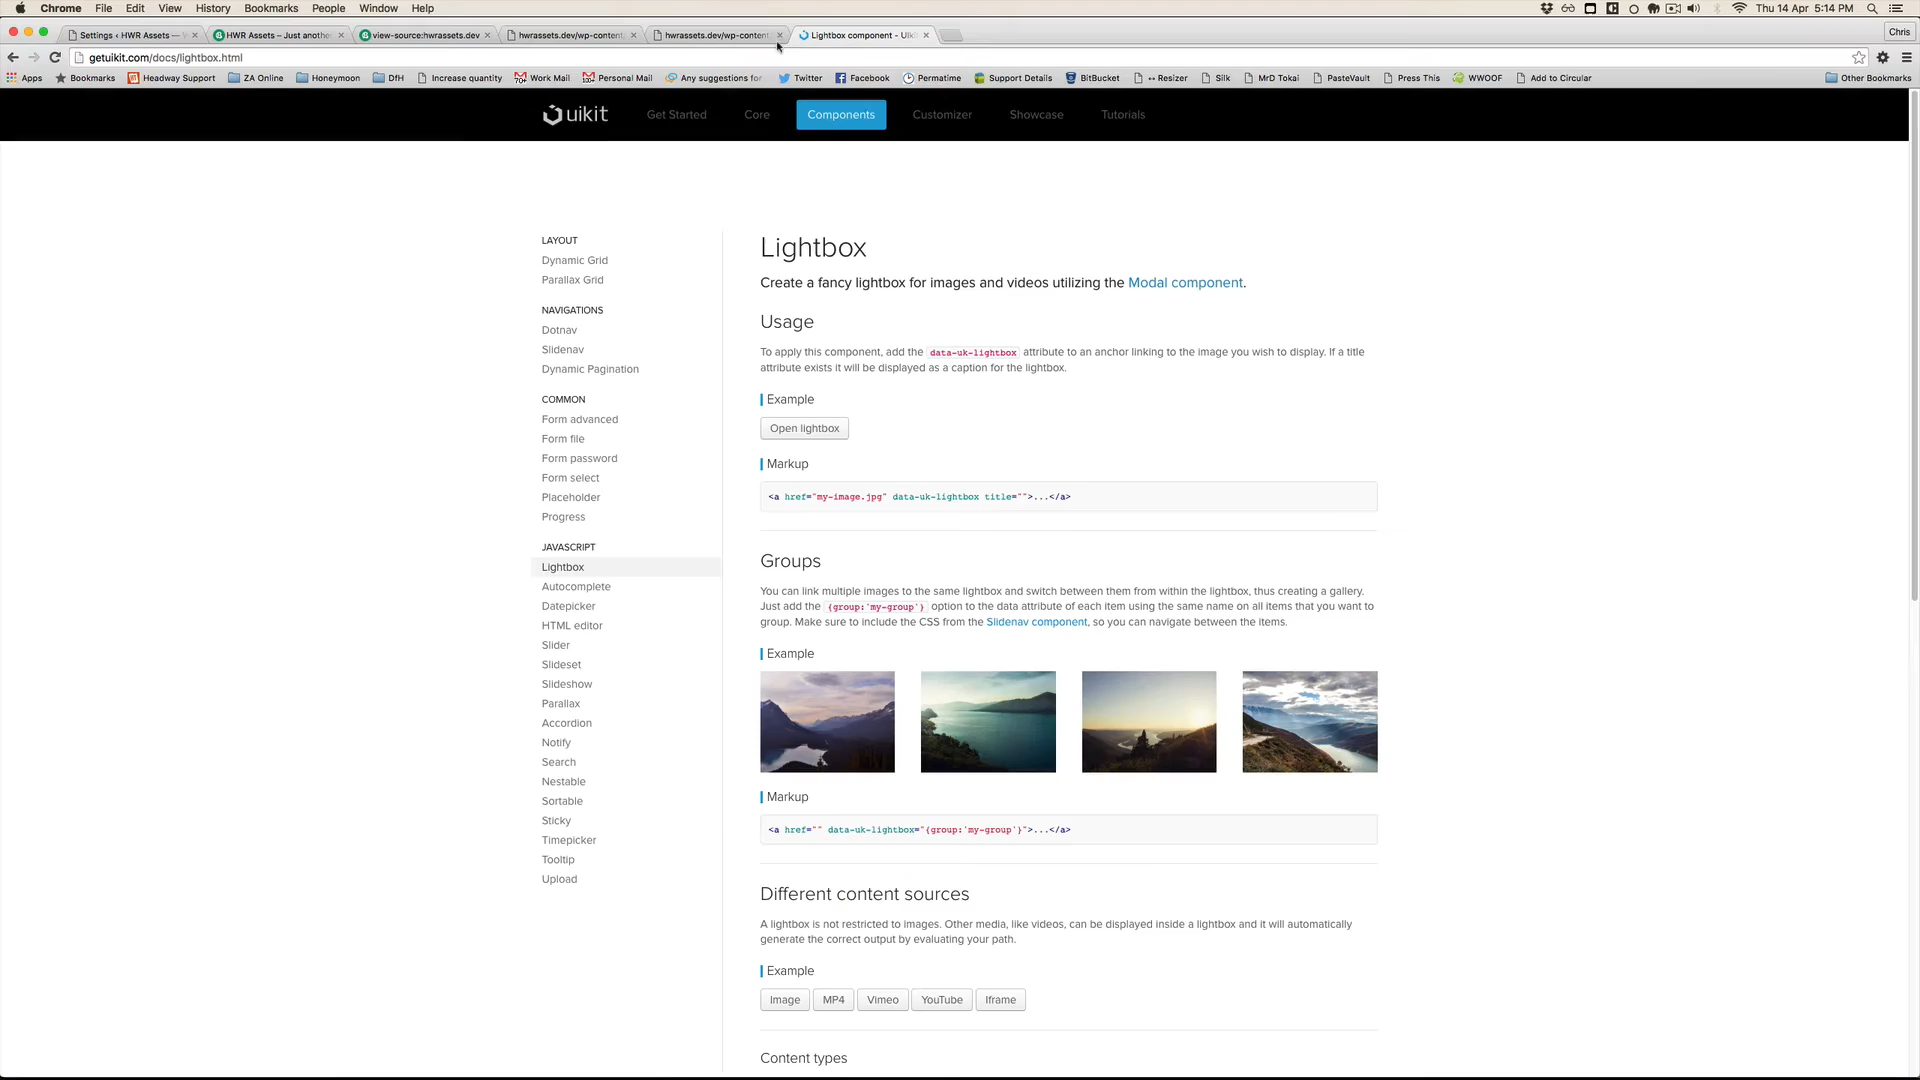 Chrome File Edit View History Bookmarks People Window Help Thu 14 Apr 5:14 PM
Settings ‹ HWR Assets — HWR Assets – Just anoth view-source:hwrassets.dev hwrassets.dev/wp-content hwrassets.dev/wp-content Lightbox component - UIk Chris
getuikit.com/docs/lightbox.html
Apps Bookmarks Headway Support ZA Online Honeymoon DfH Increase quantity Work Mail Personal Mail Any suggestions for Twitter Facebook Permatime Support Details BitBucket ↔ Resizer Silk MrD Tokai PasteVault Press This WWOOF Add to Circular Other Bookmarks
uikit Get Started Core Components Customizer Showcase Tutorials
LAYOUT
Dynamic Grid
Parallax Grid
NAVIGATIONS
Dotnav
Slidenav
Dynamic Pagination
COMMON
Form advanced
Form file
Form password
Form select
Placeholder
Progress
JAVASCRIPT
Lightbox
Autocomplete
Datepicker
HTML editor
Slider
Slideset
Slideshow
Parallax
Accordion
Notify
Search
Nestable
Sortable
Sticky
Timepicker
Tooltip
Upload
Lightbox
Create a fancy lightbox for images and videos utilizing the Modal component.
Usage
To apply this component, add the data-uk-lightbox attribute to an anchor linking to the image you wish to display. If a title
attribute exists it will be displayed as a caption for the lightbox.
Example
Open lightbox
Markup
<a href="my-image.jpg" data-uk-lightbox title="">...</a>
Groups
You can link multiple images to the same lightbox and switch between them from within the lightbox, thus creating a gallery.
Just add the {group:'my-group'} option to the data attribute of each item using the same name on all items that you want to
group. Make sure to include the CSS from the Slidenav component, so you can navigate between the items.
Example
Markup
<a href="" data-uk-lightbox="{group:'my-group'}">...</a>
Different content sources
A lightbox is not restricted to images. Other media, like videos, can be displayed inside a lightbox and it will automatically
generate the correct output by evaluating your path.
Example
Image MP4 Vimeo YouTube Iframe
Content types